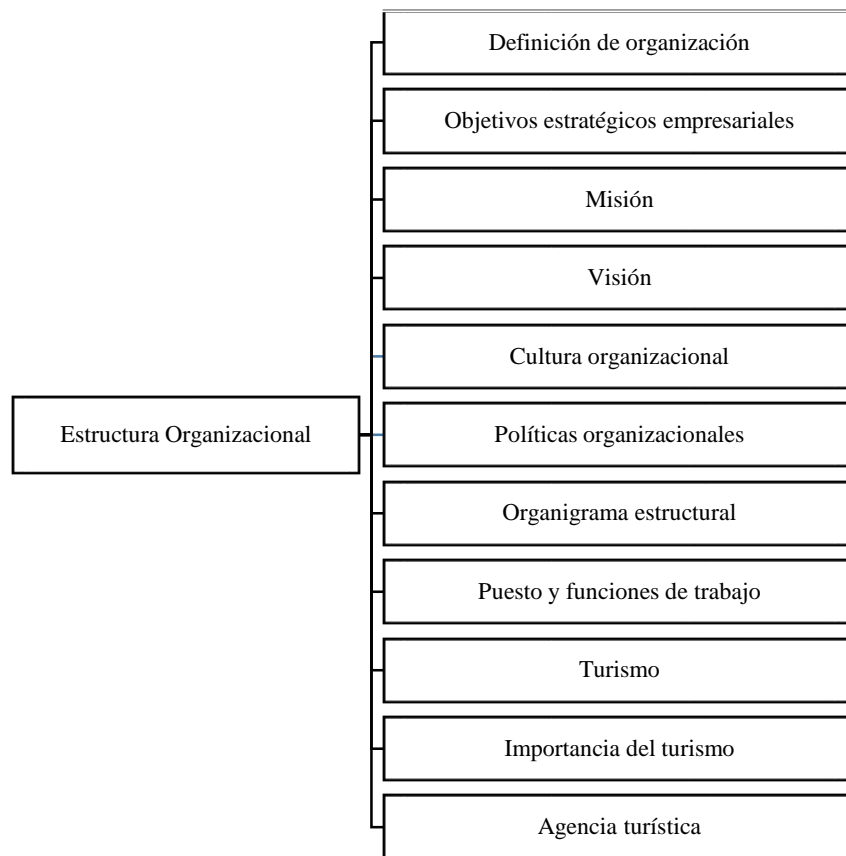 Definición de organización
Objetivos estratégicos empresariales
Misión
Visión
Cultura organizacional
Estructura Organizacional
Políticas organizacionales
Organigrama estructural
Puesto y funciones de trabajo
Turismo
Importancia del turismo
Agencia turística